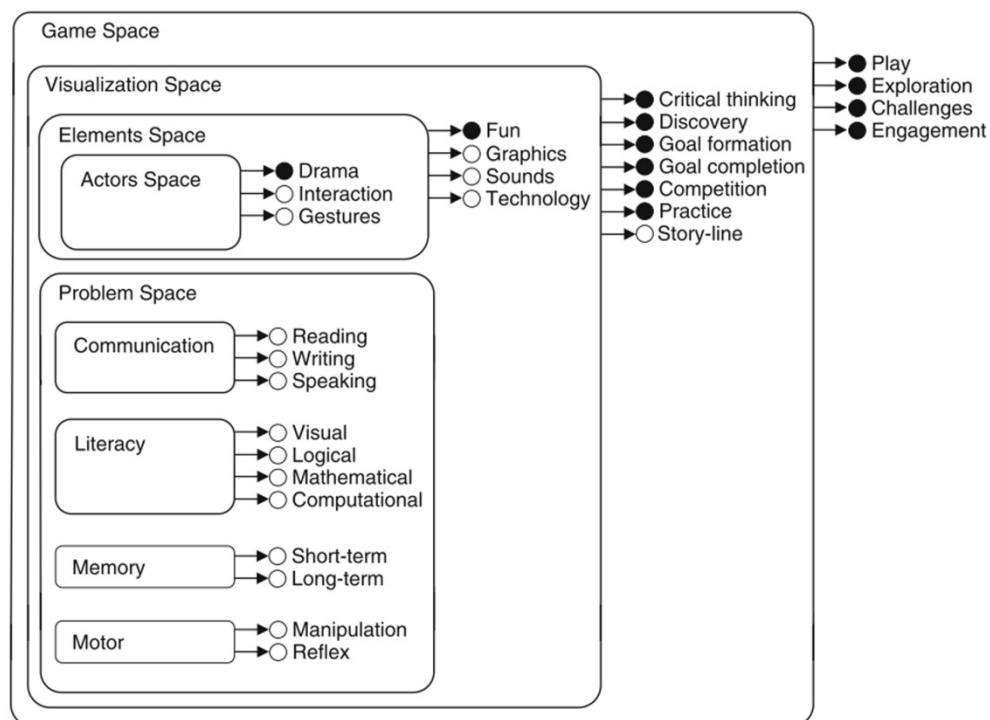 Game Space
Play
Exploration
Challenges
Engagement
Visualization Space
Critical thinking
Discovery
Goal formation
Goal completion
Competition
Practice
Story-line
Elements Space
Fun
Graphics
Sounds
Technology
Actors Space
Drama
Interaction
Gestures
Problem Space
Communication
Reading
Writing
Speaking
Literacy
Visual
Logical
Mathematical
Computational
Memory
Short-term
Long-term
Motor
Manipulation
Reflex